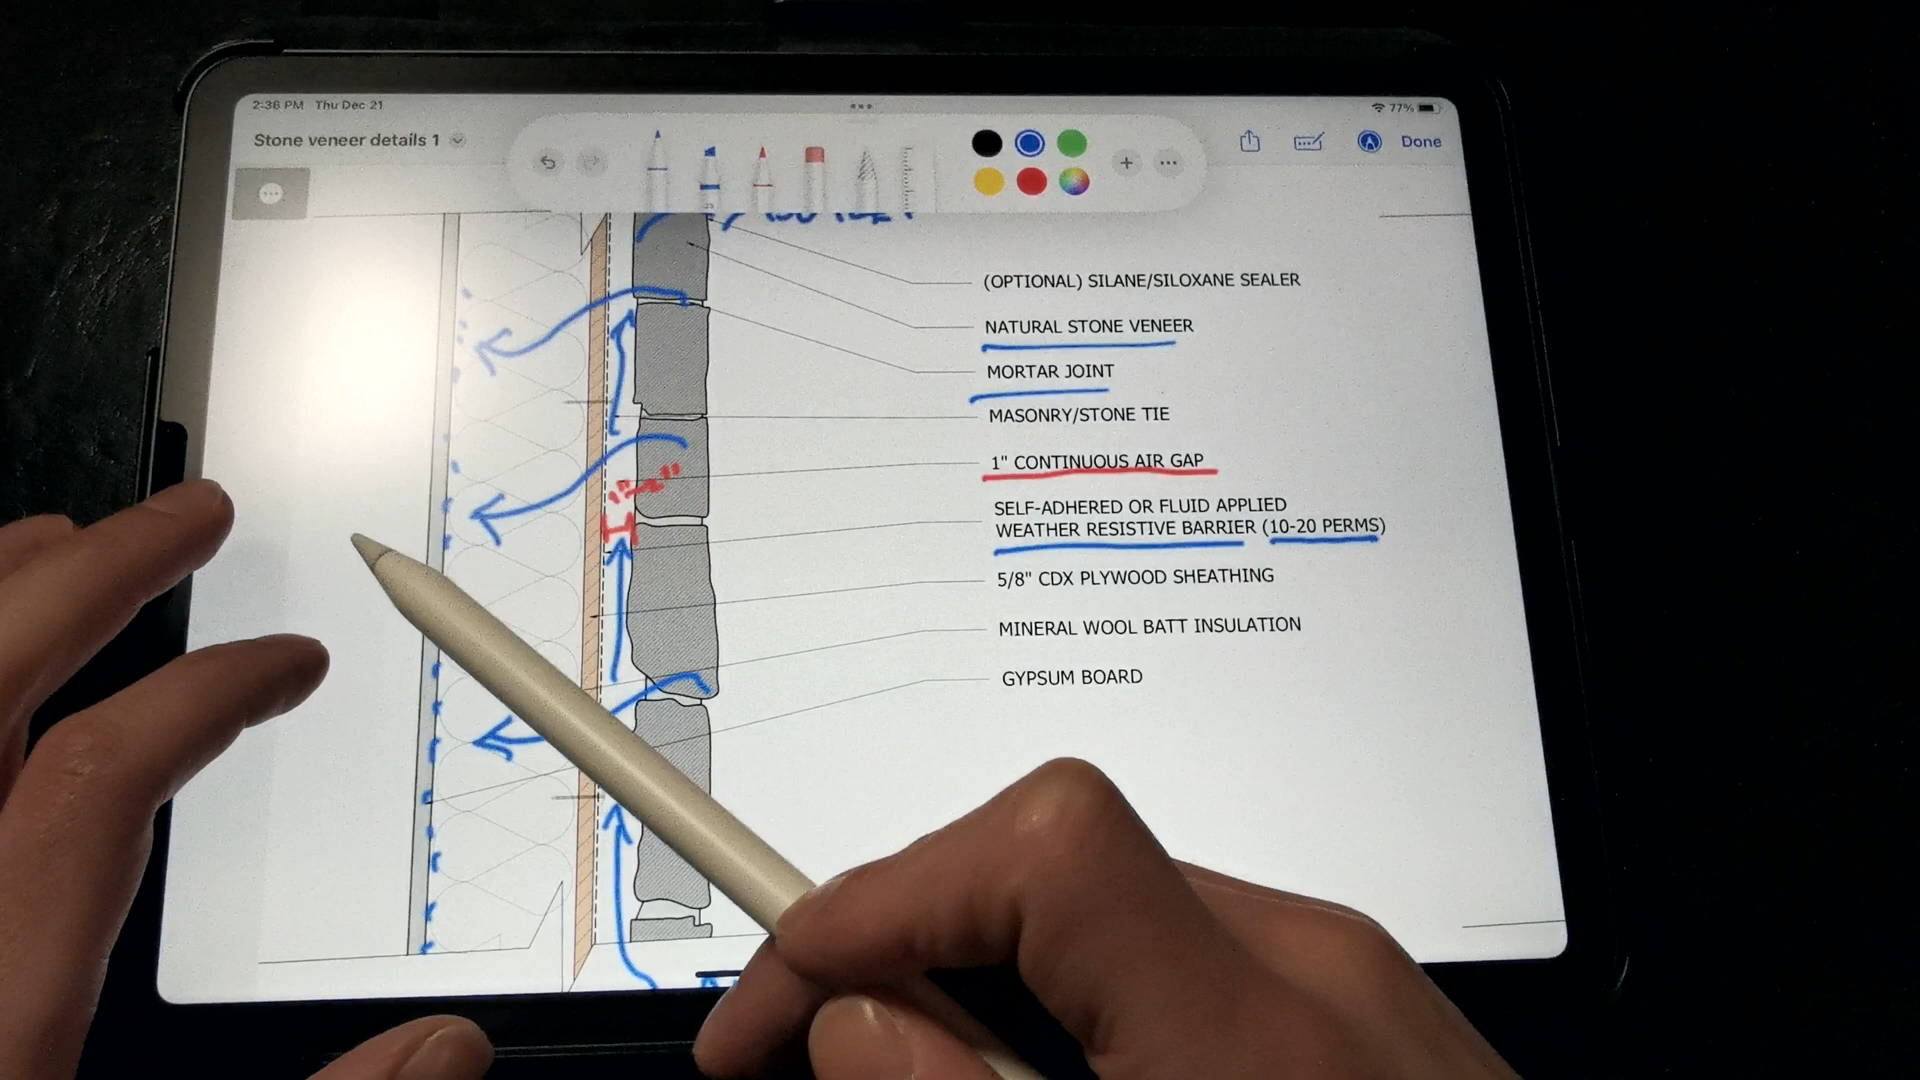 2:36 PM Thu Dec 21
77%
Stone veneer details 1
Done
(OPTIONAL) SILANE/SILOXANE SEALER
NATURAL STONE VENEER
MORTAR JOINT
MASONRY/STONE TIE
1" CONTINUOUS AIR GAP
1"-2"
SELF-ADHERED OR FLUID APPLIED
WEATHER RESISTIVE BARRIER (10-20 PERMS)
5/8" CDX PLYWOOD SHEATHING
MINERAL WOOL BATT INSULATION
GYPSUM BOARD